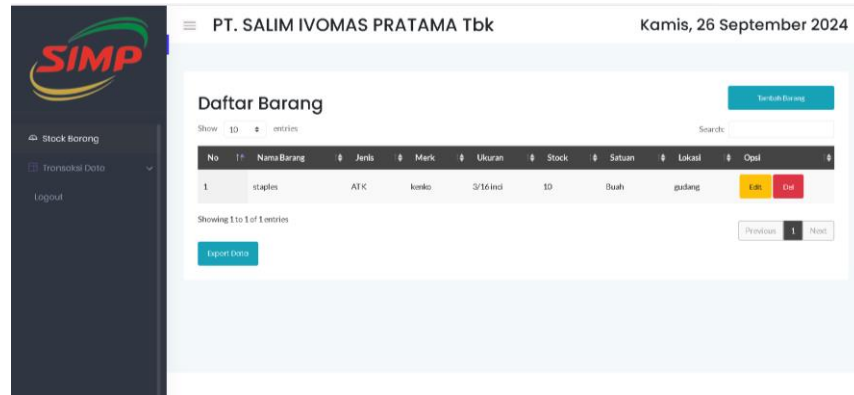 SIMP
PT. SALIM IVOMAS PRATAMA Tbk
Kamis, 26 September 2024
Stock Barang
Transaksi Data
Logout
Daftar Barang
Tambah Barang
Show 10 entries
Search:
No Nama Barang Jenis Merk Ukuran Stock Satuan Lokasi Opsi
1 staples ATK kenko 3/16 inci 10 Buah gudang Edit Del
Showing 1 to 1 of 1 entries
Previous 1 Next
Export Data